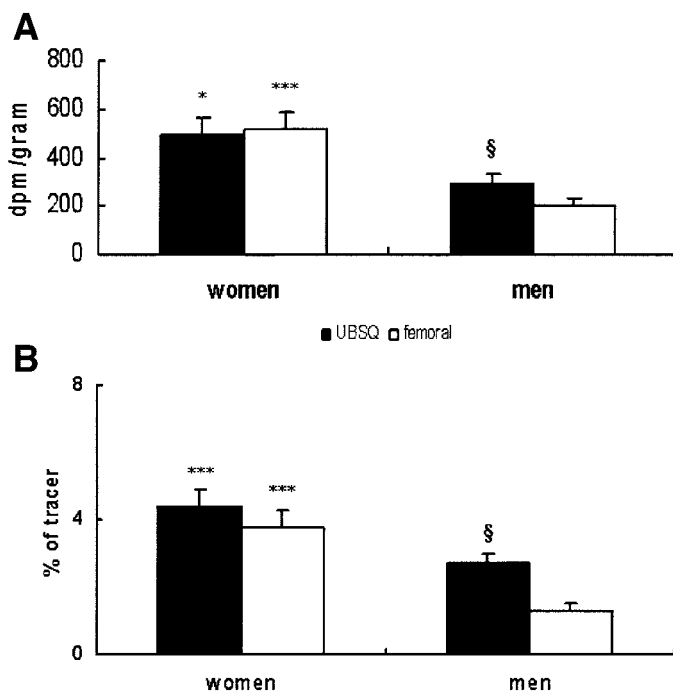 A
800
600
400
200
0
dpm/gram
* ***
§
women men
■ UBSQ □ femoral
B
8
4
0
% of tracer
*** ***
§
women men